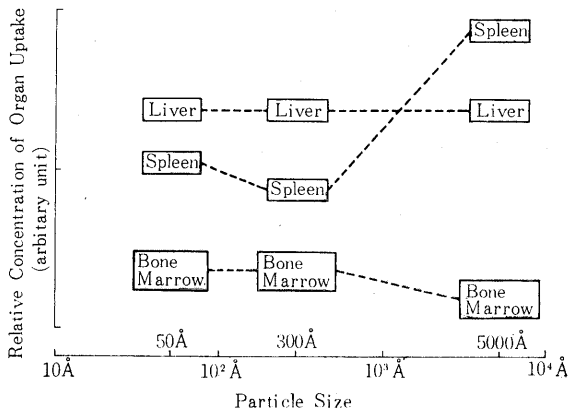 Relative Concentration of Organ Uptake
(arbitary unit)
Spleen
Liver
Liver
Liver
Spleen
Spleen
Bone
Marrow
Bone
Marrow
Bone
Marrow
50Å
300Å
5000Å
10Å
10²Å
10³Å
10⁴Å
Particle Size